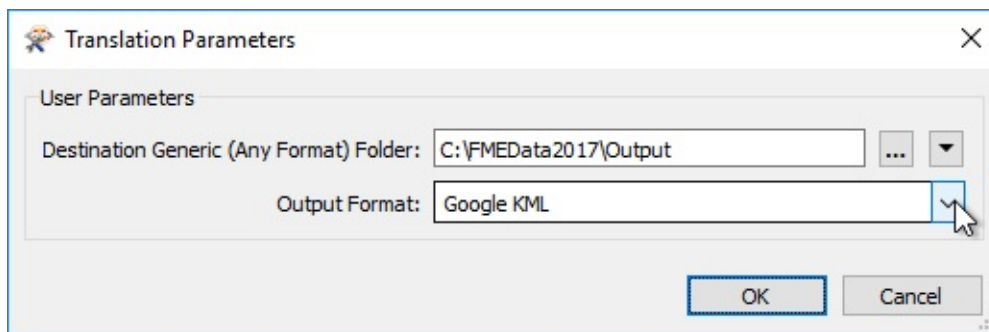 Translation Parameters
User Parameters
Destination Generic (Any Format) Folder: C:\FMEData2017\Output ...
Output Format: Google KML
OK Cancel